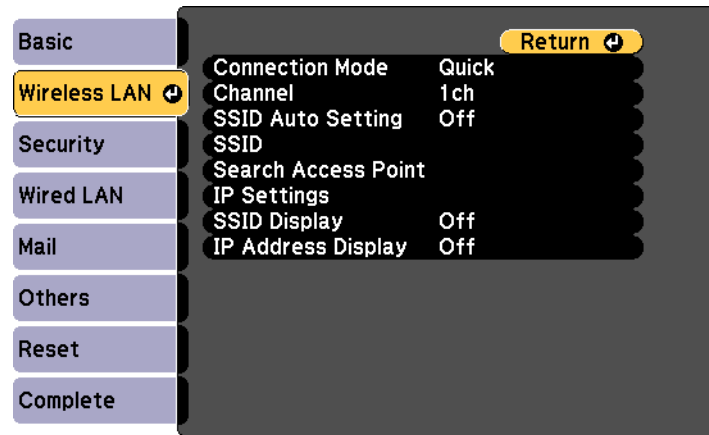 Basic
Wireless LAN
Security
Wired LAN
Mail
Others
Reset
Complete
Return
Connection Mode Quick
Channel 1ch
SSID Auto Setting Off
SSID
Search Access Point
IP Settings
SSID Display Off
IP Address Display Off